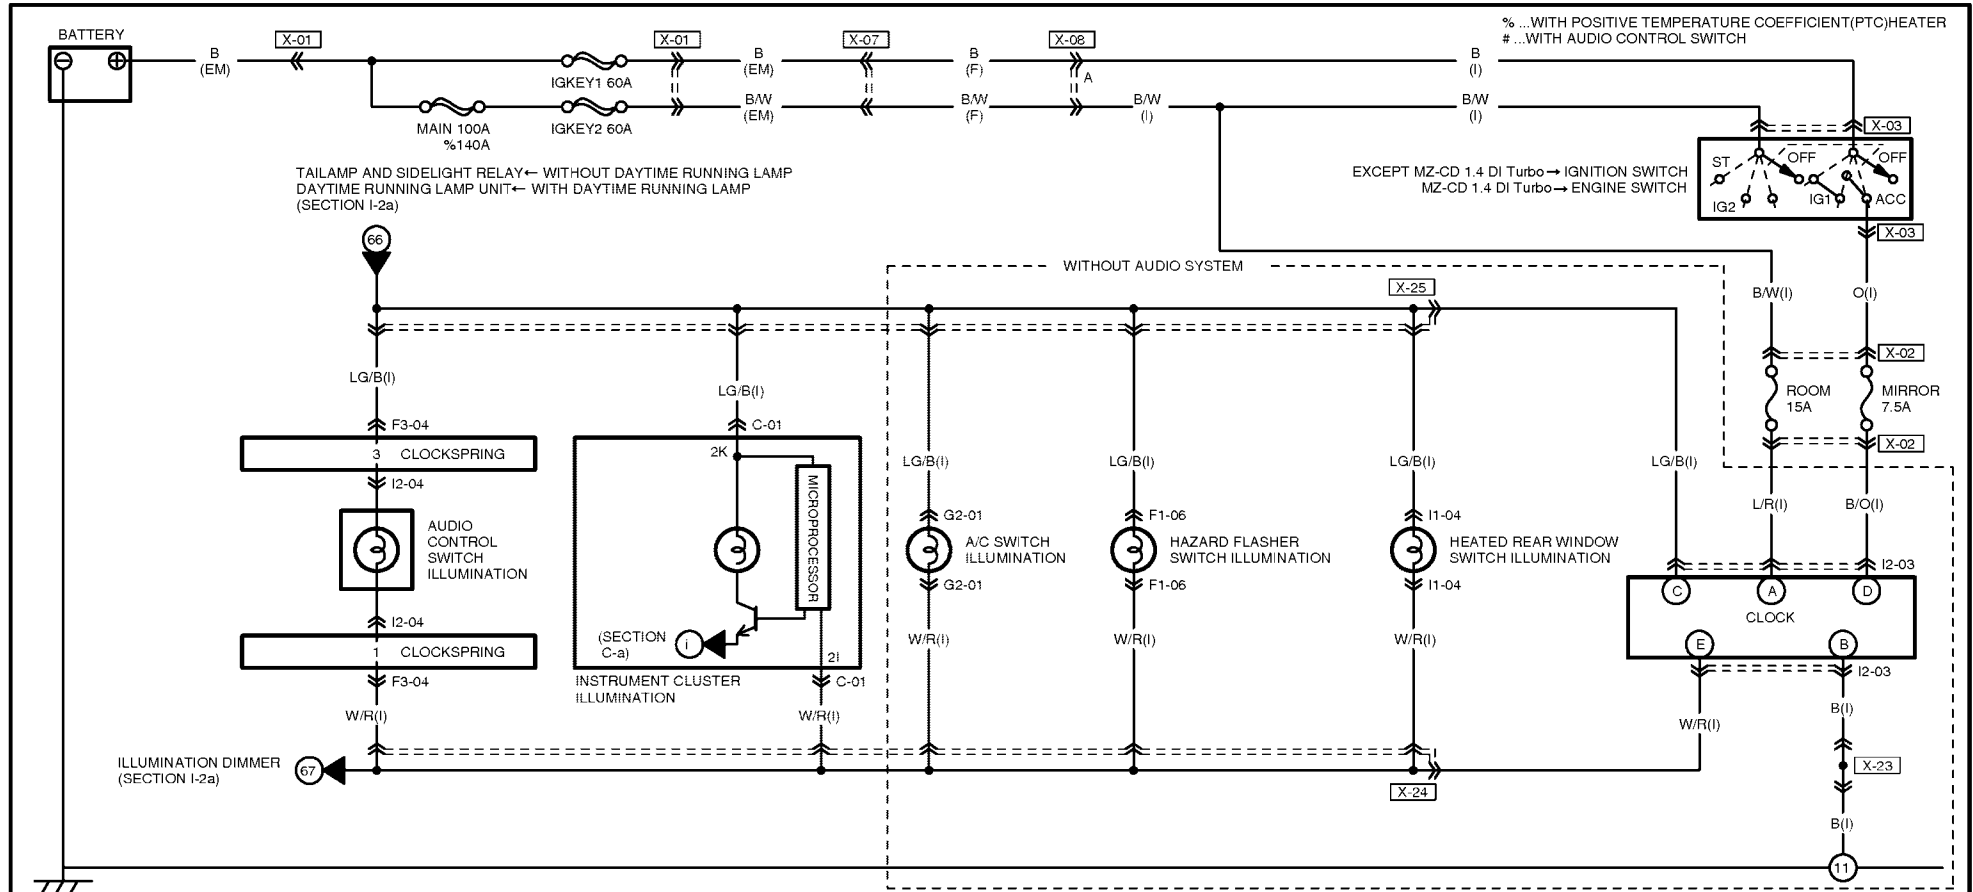 % ...WITH POSITIVE TEMPERATURE COEFFICIENT(PTC)HEATER
# ...WITH AUDIO CONTROL SWITCH
BATTERY
X-01
X-01
X-07
X-08
B
(EM)
B
(EM)
B
(F)
B
(I)
IGKEY1 60A
A
B/W
(EM)
B/W
(F)
B/W
(I)
B/W
(I)
MAIN 100A
%140A
IGKEY2 60A
X-03
TAILAMP AND SIDELIGHT RELAY← WITHOUT DAYTIME RUNNING LAMP
DAYTIME RUNNING LAMP UNIT← WITH DAYTIME RUNNING LAMP
(SECTION I-2a)
EXCEPT MZ-CD 1.4 DI Turbo→ IGNITION SWITCH
MZ-CD 1.4 DI Turbo→ ENGINE SWITCH
ST
OFF
OFF
IG2
IG1
ACC
X-03
66
WITHOUT AUDIO SYSTEM
X-25
B/W(I)
O(I)
X-02
ROOM
15A
MIRROR
7.5A
X-02
LG/B(I)
LG/B(I)
F3-04
C-01
3 CLOCKSPRING
2K
LG/B(I)
LG/B(I)
LG/B(I)
LG/B(I)
I2-04
MICROPROCESSOR
L/R(I)
B/O(I)
AUDIO
CONTROL
SWITCH
ILLUMINATION
G2-01
F1-06
I1-04
A/C SWITCH
ILLUMINATION
HAZARD FLASHER
SWITCH ILLUMINATION
HEATED REAR WINDOW
SWITCH ILLUMINATION
I2-03
G2-01
F1-06
I1-04
C
A
D
CLOCK
I2-04
(SECTION
C-a)
i
W/R(I)
W/R(I)
W/R(I)
E
B
1 CLOCKSPRING
2I
F3-04
INSTRUMENT CLUSTER
ILLUMINATION
C-01
I2-03
W/R(I)
W/R(I)
W/R(I)
B(I)
ILLUMINATION DIMMER
(SECTION I-2a)
67
X-24
X-23
B(I)
11